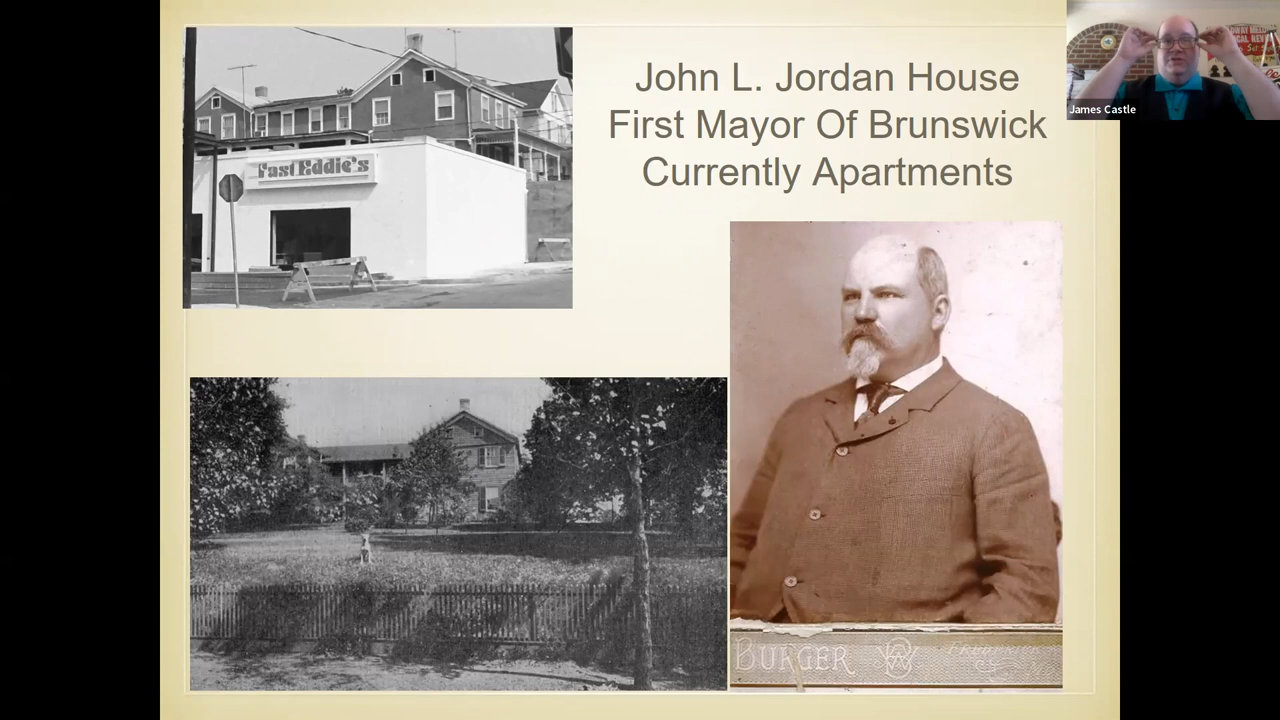 John L. Jordan House
First Mayor Of Brunswick
Currently Apartments
James Castle
Fast Eddie's
BURGER